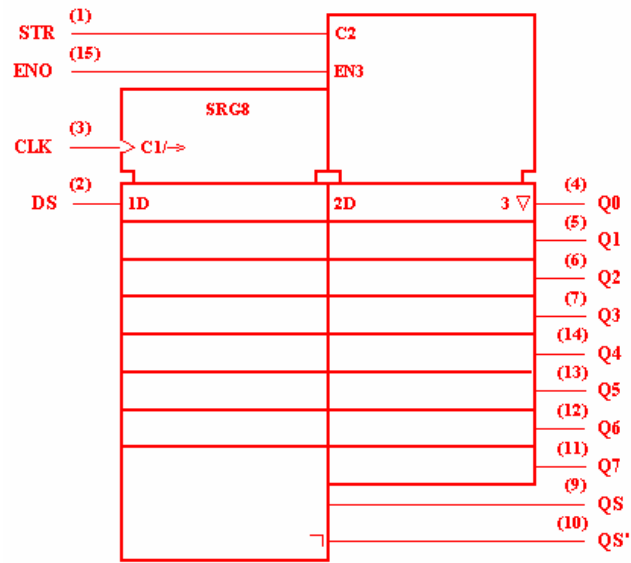 (1)
STR C2
(15)
ENO EN3
SRG8
(3)
CLK C1/→
(2) (4)
DS 1D 2D 3 ▽ Q0
(5)
Q1
(6)
Q2
(7)
Q3
(14)
Q4
(13)
Q5
(12)
Q6
(11)
Q7
(9)
QS
(10)
QS'